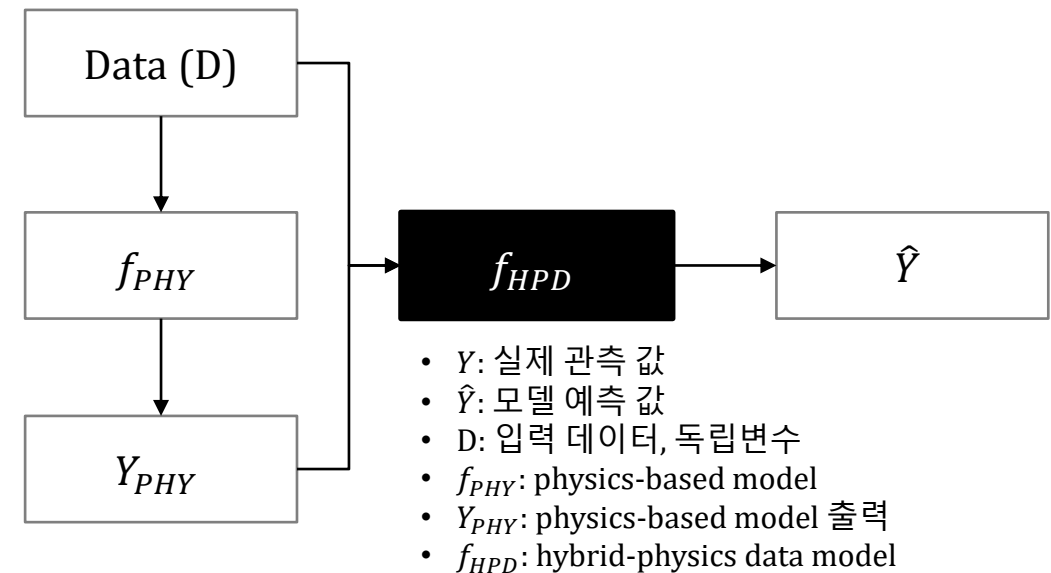 Data (D)
f_PHY
Y_PHY
f_HPD
Ŷ
• Y: 실제 관측 값
• Ŷ: 모델 예측 값
• D: 입력 데이터, 독립변수
• f_PHY: physics-based model
• Y_PHY: physics-based model 출력
• f_HPD: hybrid-physics data model